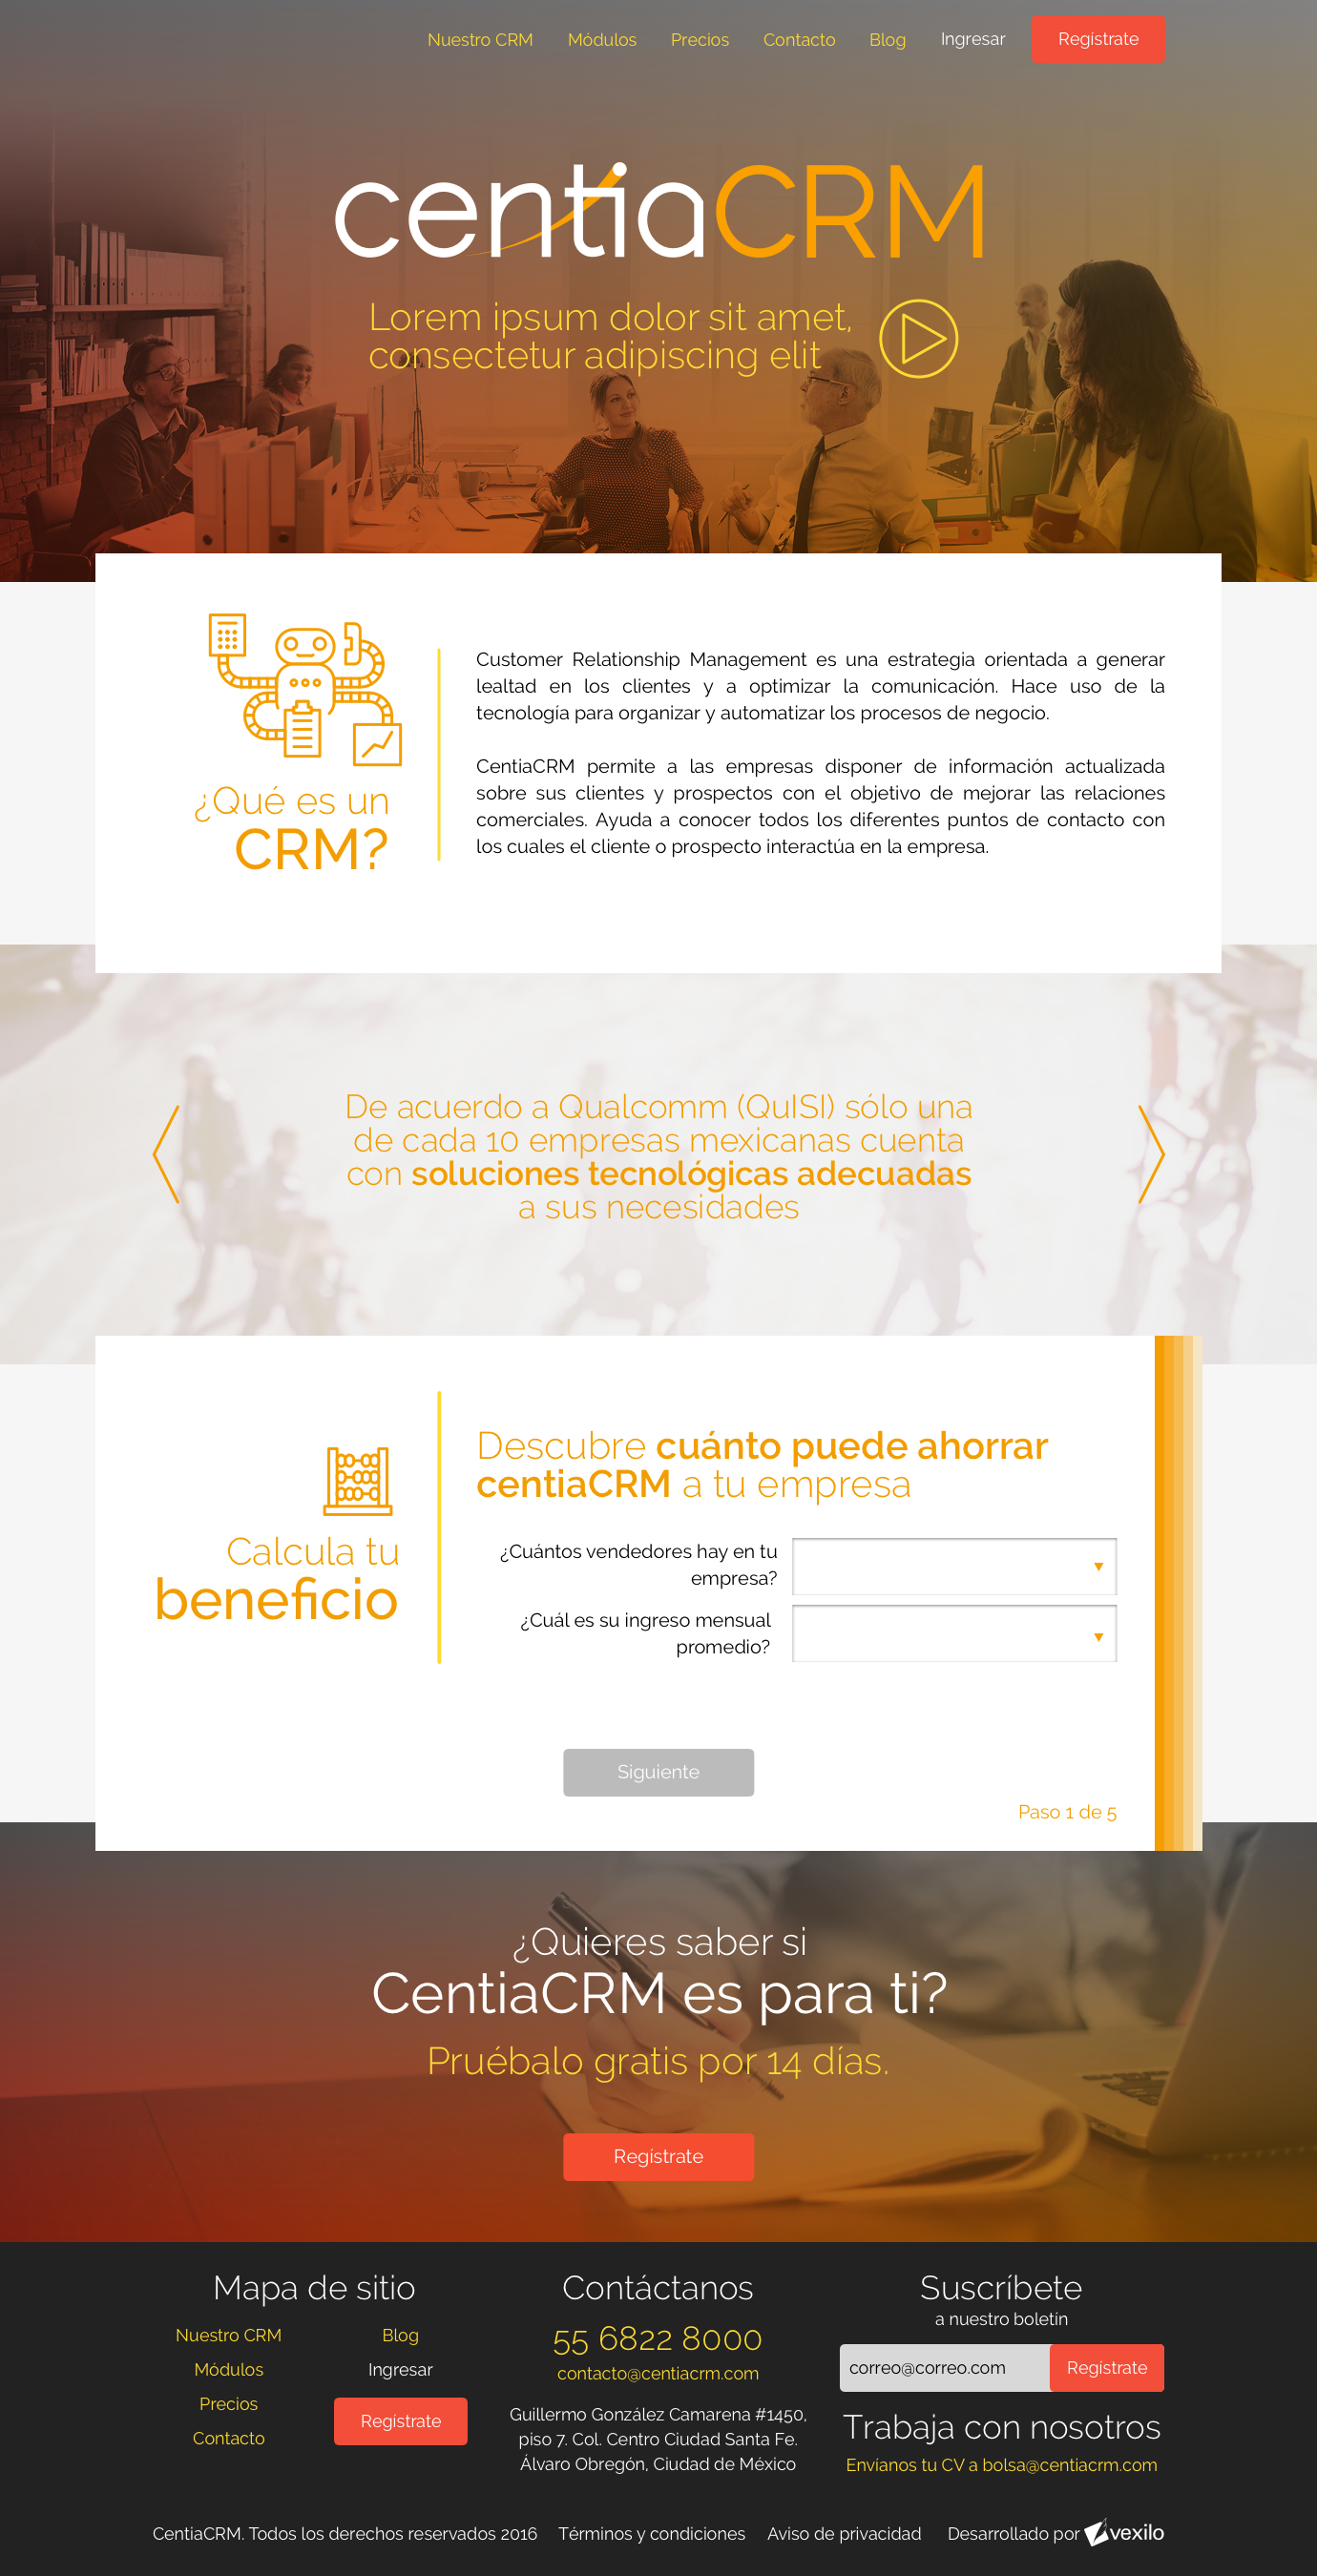 Nuestro CRM Módulos Precios Contacto Blog Ingresar Regístrate
centiaCRM
Lorem ipsum dolor sit amet,
consectetur adipiscing elit
¿Qué es un
CRM?
Customer Relationship Management es una estrategia orientada a generar
lealtad en los clientes y a optimizar la comunicación. Hace uso de la
tecnología para organizar y automatizar los procesos de negocio.
CentiaCRM permite a las empresas disponer de información actualizada
sobre sus clientes y prospectos con el objetivo de mejorar las relaciones
comerciales. Ayuda a conocer todos los diferentes puntos de contacto con
los cuales el cliente o prospecto interactúa en la empresa.
De acuerdo a Qualcomm (QuISI) sólo una
de cada 10 empresas mexicanas cuenta
con soluciones tecnológicas adecuadas
a sus necesidades
Calcula tu
beneficio
Descubre cuánto puede ahorrar
centiaCRM a tu empresa
¿Cuántos vendedores hay en tu
empresa?
¿Cuál es su ingreso mensual
promedio?
Siguiente
Paso 1 de 5
¿Quieres saber si
CentiaCRM es para ti?
Pruébalo gratis por 14 días.
Regístrate
Mapa de sitio
Nuestro CRM
Módulos
Precios
Contacto
Blog
Ingresar
Regístrate
Contáctanos
55 6822 8000
contacto@centiacrm.com
Guillermo González Camarena #1450,
piso 7. Col. Centro Ciudad Santa Fe.
Álvaro Obregón, Ciudad de México
Suscríbete
a nuestro boletín
correo@correo.com Regístrate
Trabaja con nosotros
Envíanos tu CV a bolsa@centiacrm.com
CentiaCRM. Todos los derechos reservados 2016 Términos y condiciones Aviso de privacidad Desarrollado por vexilo